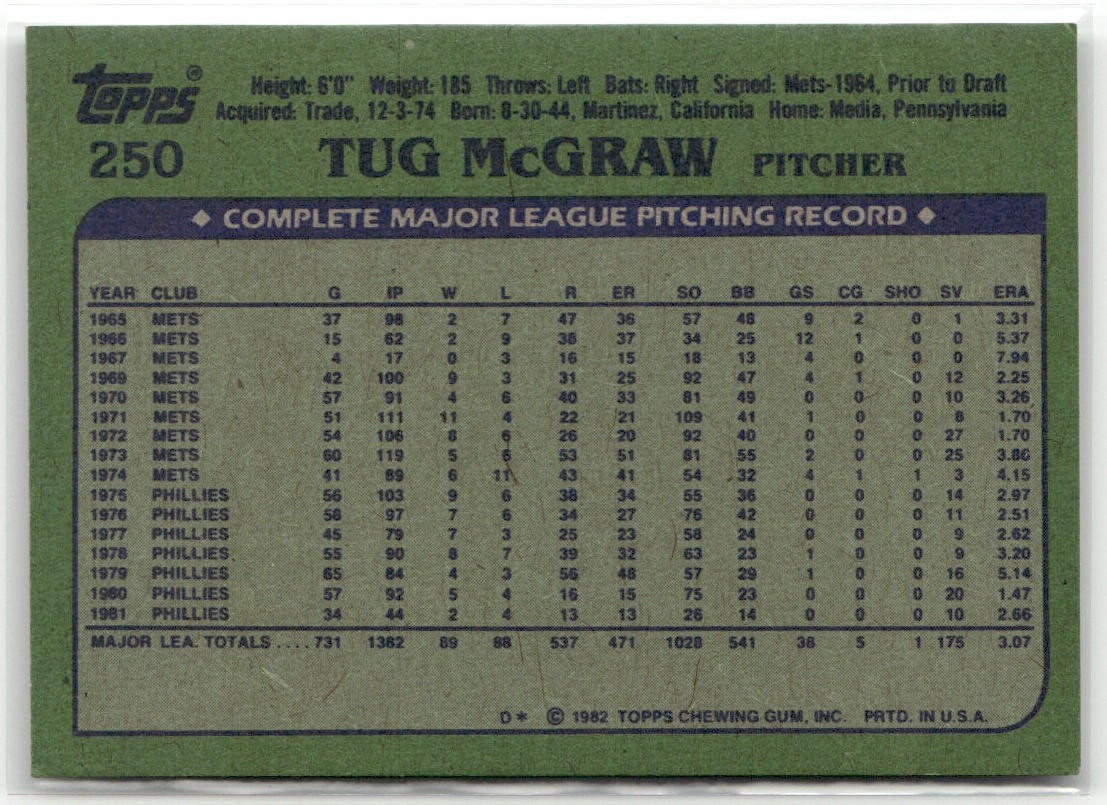 Topps® Height: 6'0" Weight: 185 Throws: Left Bats: Right Signed: Mets-1964, Prior to Draft
Acquired: Trade, 12-3-74 Born: 8-30-44, Martinez, California Home: Media, Pennsylvania
250 TUG McGRAW PITCHER
◆ COMPLETE MAJOR LEAGUE PITCHING RECORD ◆
YEAR CLUB G IP W L R ER SO BB GS CG SHO SV ERA
1965 METS 37 98 2 7 47 36 57 48 9 2 0 1 3.31
1966 METS 15 62 2 9 38 37 34 25 12 1 0 0 5.37
1967 METS 4 17 0 3 16 15 18 13 4 0 0 0 7.94
1969 METS 42 100 9 3 31 25 92 47 4 1 0 12 2.25
1970 METS 57 91 4 6 40 33 81 49 0 0 0 10 3.26
1971 METS 51 111 11 4 22 21 109 41 1 0 0 8 1.70
1972 METS 54 106 8 6 26 20 92 40 0 0 0 27 1.70
1973 METS 60 119 5 6 53 51 81 55 2 0 0 25 3.86
1974 METS 41 89 6 11 43 41 54 32 4 1 1 3 4.15
1975 PHILLIES 56 103 9 6 38 34 55 36 0 0 0 14 2.97
1976 PHILLIES 58 97 7 6 34 27 76 42 0 0 0 11 2.51
1977 PHILLIES 45 79 7 3 25 23 58 24 0 0 0 9 2.62
1978 PHILLIES 55 90 8 7 39 32 63 23 1 0 0 9 3.20
1979 PHILLIES 65 84 4 3 56 48 57 29 1 0 0 16 5.14
1980 PHILLIES 57 92 5 4 16 15 75 23 0 0 0 20 1.47
1981 PHILLIES 34 44 2 4 13 13 26 14 0 0 0 10 2.66
MAJOR LEA. TOTALS .... 731 1382 89 88 537 471 1028 541 38 5 1 175 3.07
D* © 1982 TOPPS CHEWING GUM, INC. PRTD. IN U.S.A.